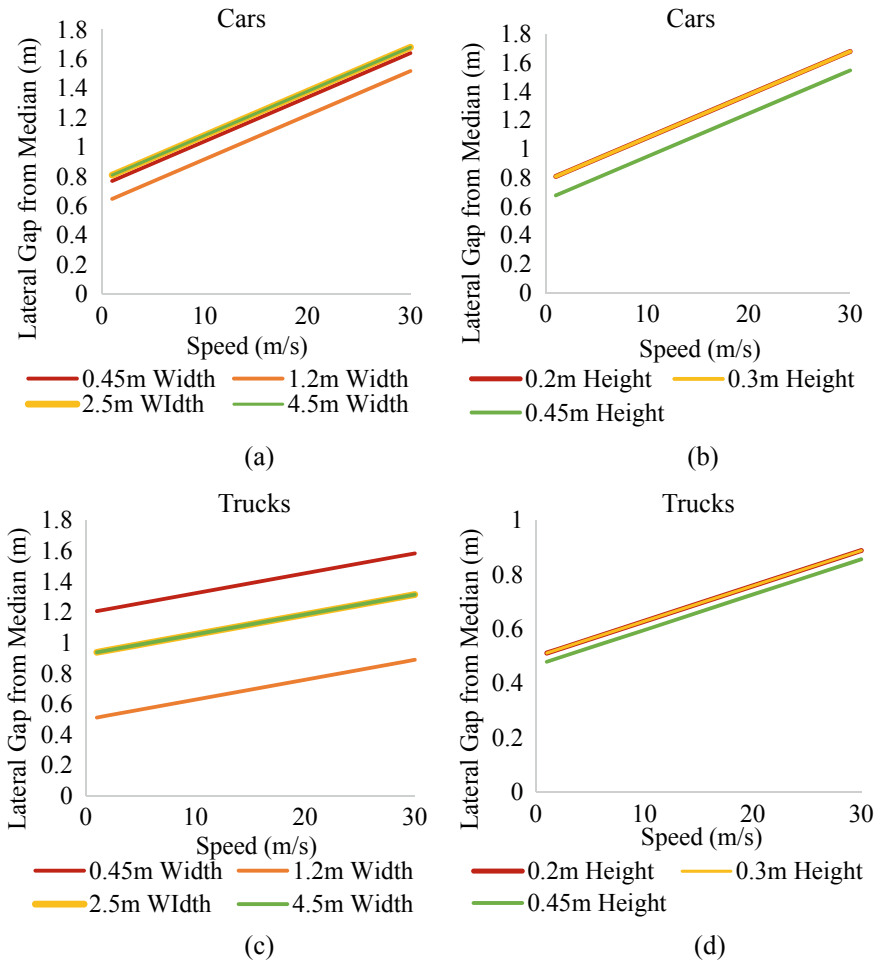 Cars
Lateral Gap from Median (m)
1.8
1.6
1.4
1.2
1
0.8
0.6
0.4
0.2
0
0 10 20 30
Speed (m/s)
0.45m Width 1.2m Width
2.5m WIdth 4.5m Width
(a)
Cars
Lateral Gap from Median (m)
1.8
1.6
1.4
1.2
1
0.8
0.6
0.4
0.2
0
0 10 20 30
Speed (m/s)
0.2m Height 0.3m Height
0.45m Height
(b)
Trucks
Lateral Gap from Median (m)
1.8
1.6
1.4
1.2
1
0.8
0.6
0.4
0.2
0
0 10 20 30
Speed (m/s)
0.45m Width 1.2m Width
2.5m WIdth 4.5m Width
(c)
Trucks
Lateral Gap from Median (m)
1
0.8
0.6
0.4
0.2
0
0 10 20 30
Speed (m/s)
0.2m Height 0.3m Height
0.45m Height
(d)